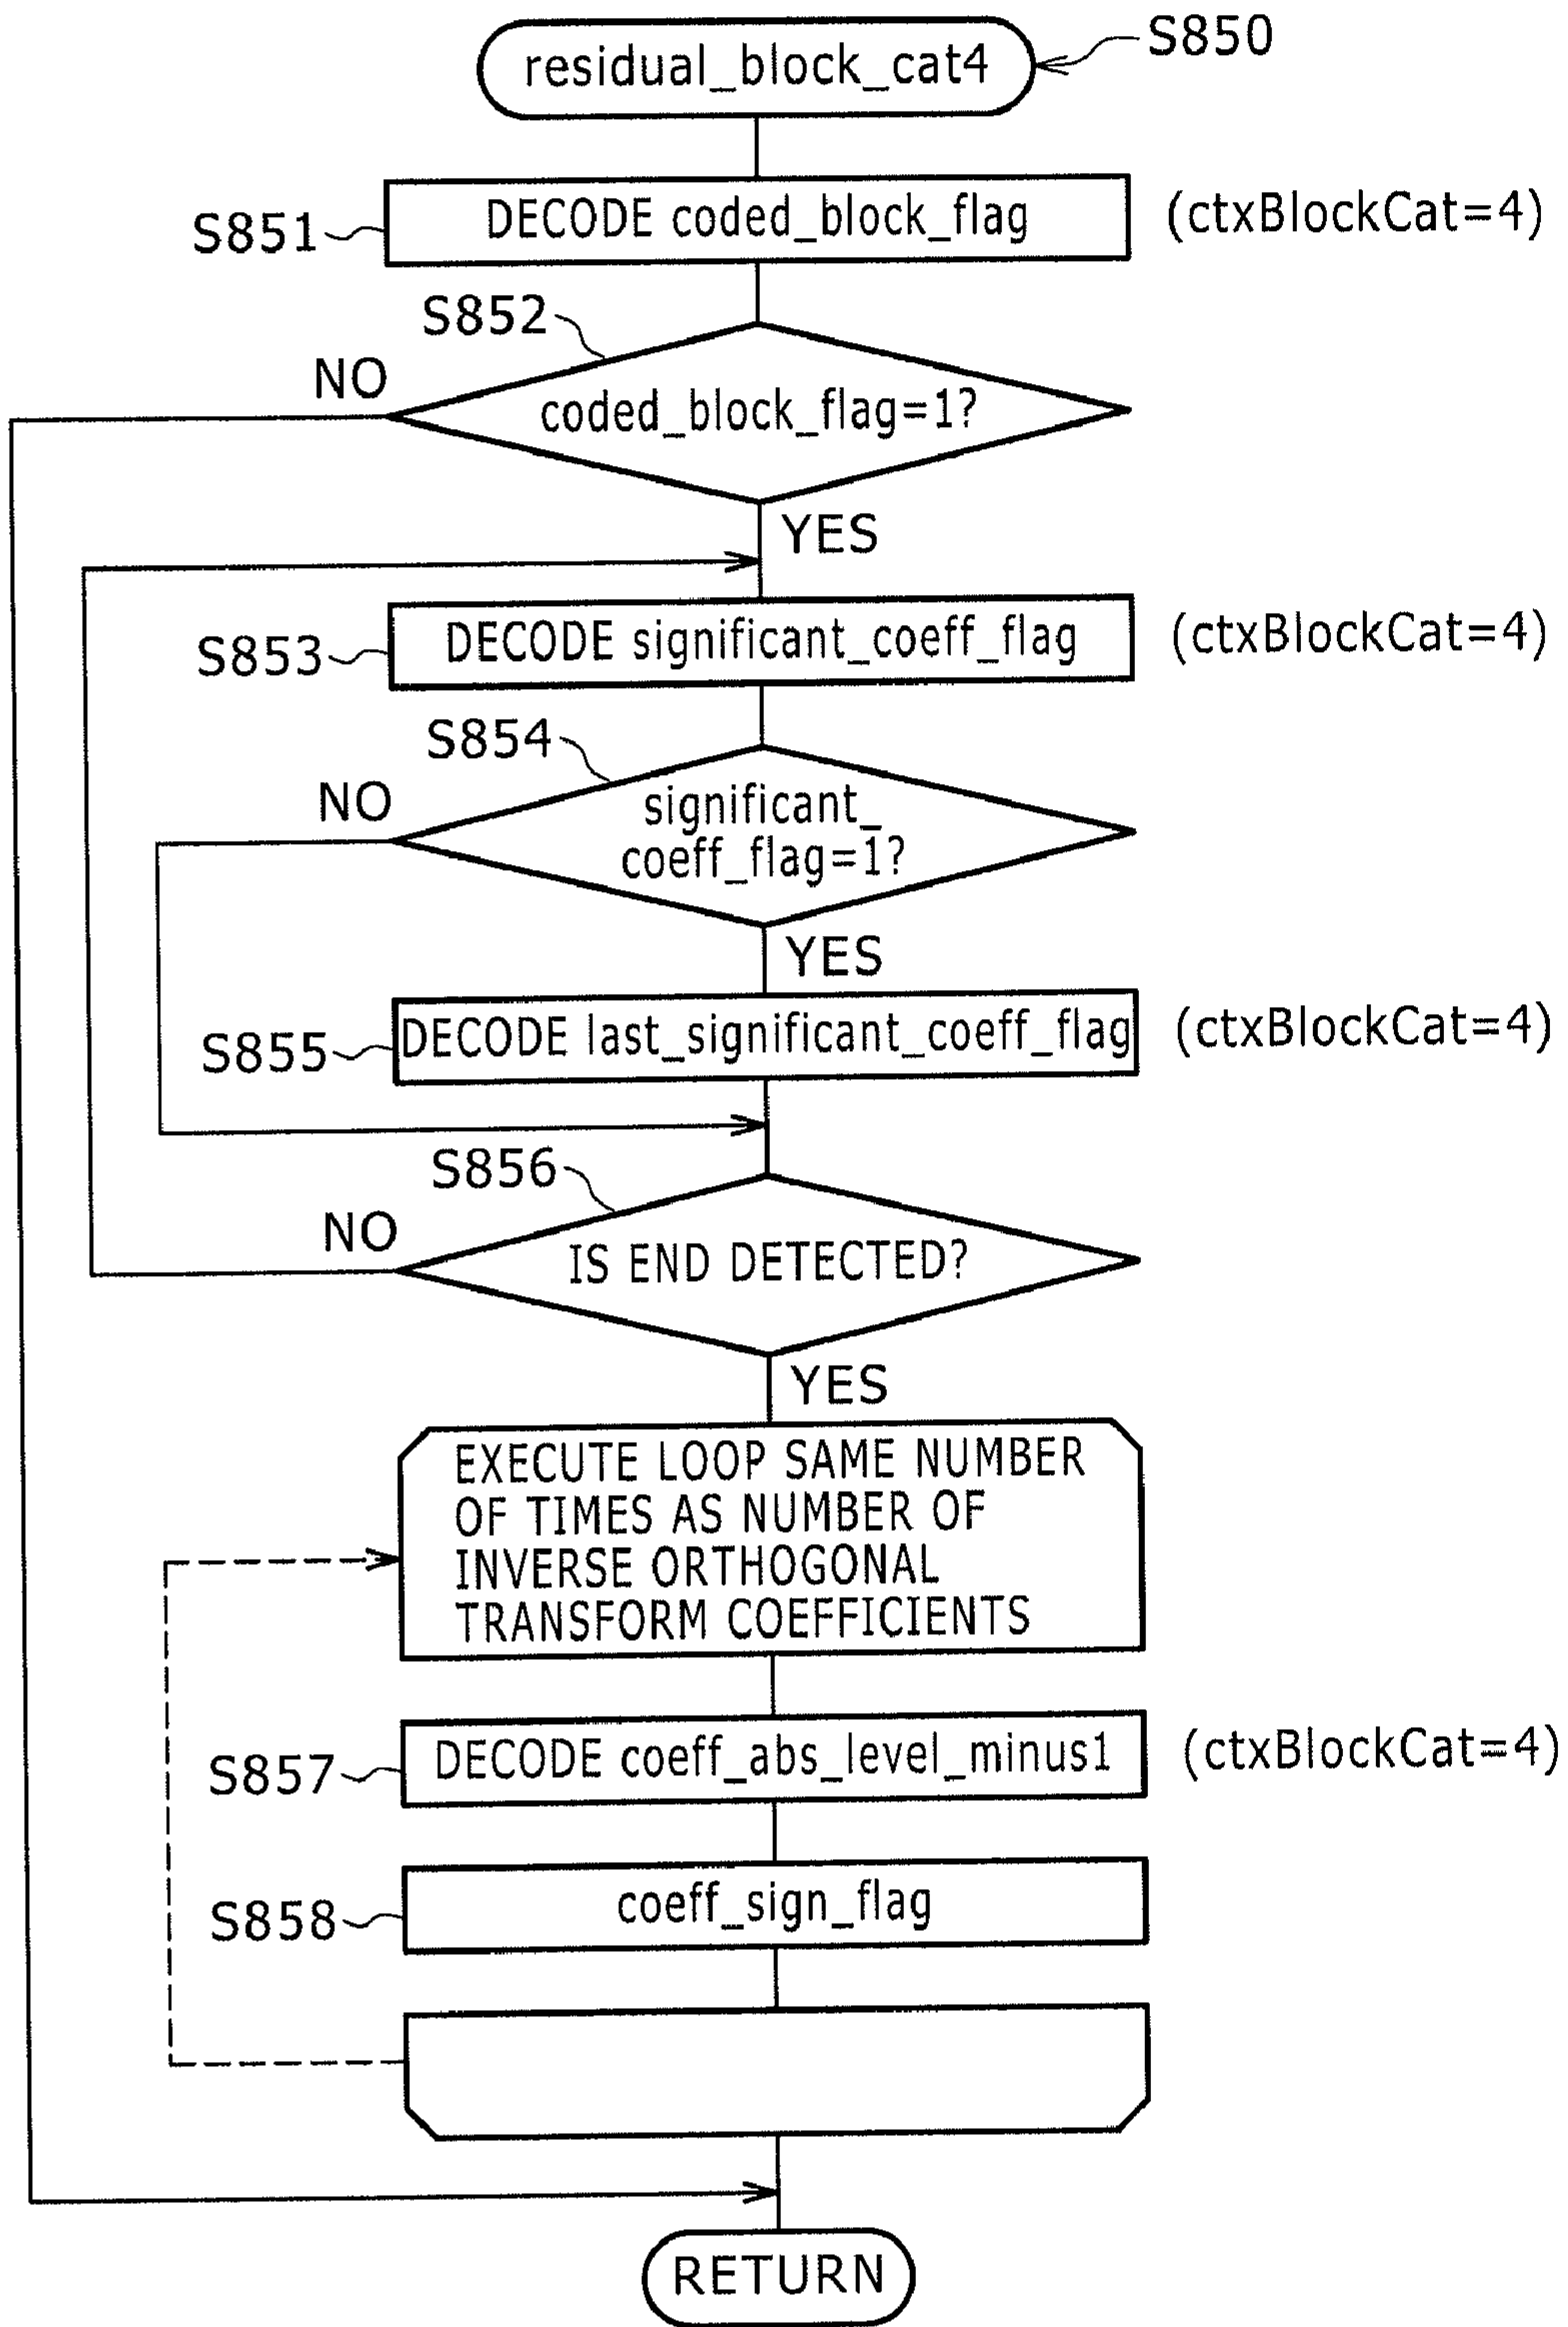 residual_block_cat4
S850
S851
DECODE coded_block_flag
(ctxBlockCat=4)
S852
NO
coded_block_flag=1?
YES
S853
DECODE significant_coeff_flag
(ctxBlockCat=4)
S854
NO
significant_
coeff_flag=1?
YES
S855
DECODE last_significant_coeff_flag
(ctxBlockCat=4)
S856
NO
IS END DETECTED?
YES
EXECUTE LOOP SAME NUMBER
OF TIMES AS NUMBER OF
INVERSE ORTHOGONAL
TRANSFORM COEFFICIENTS
S857
DECODE coeff_abs_level_minus1
(ctxBlockCat=4)
S858
coeff_sign_flag
RETURN